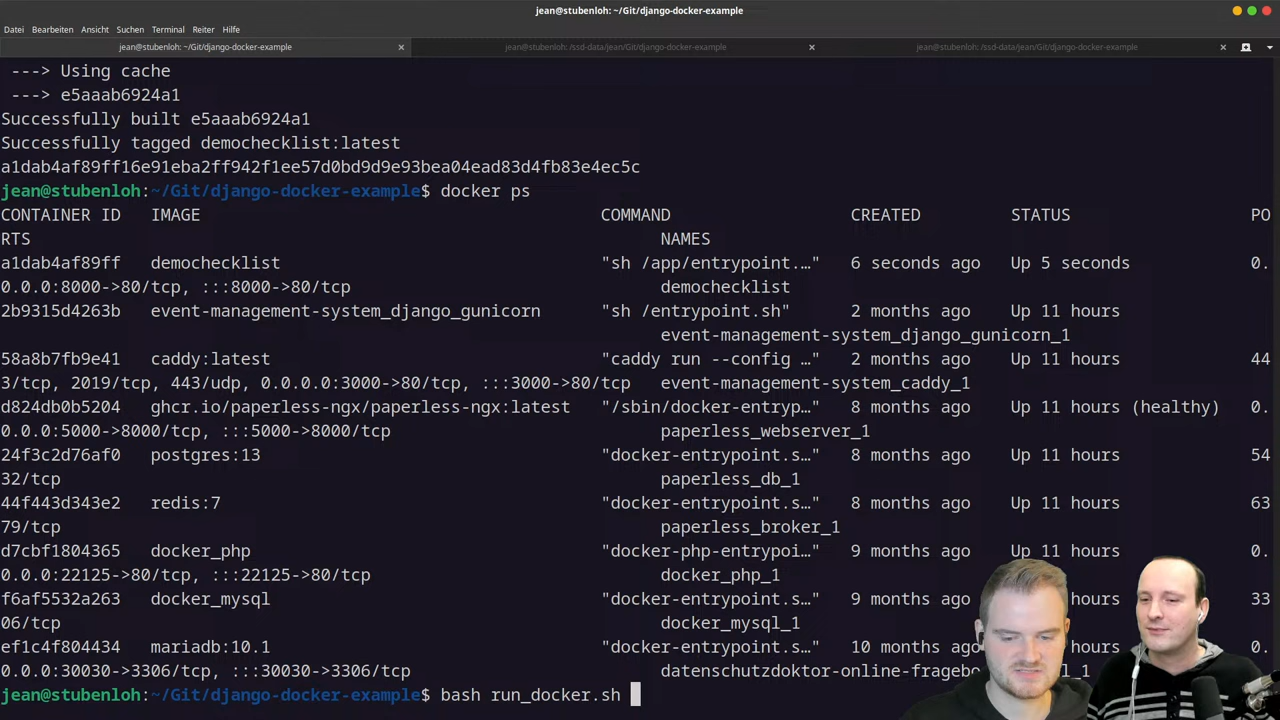 jean@stubenloh: ~/Git/django-docker-example
Datei Bearbeiten Ansicht Suchen Terminal Reiter Hilfe
jean@stubenloh: ~/Git/django-docker-example jean@stubenloh: /ssd-data/jean/Git/django-docker-example jean@stubenloh: /ssd-data/jean/Git/django-docker-example
---> Using cache
---> e5aaab6924a1
Successfully built e5aaab6924a1
Successfully tagged demochecklist:latest
a1dab4af89ff16e91eba2ff942f1ee57d0bd9d9e93bea04ead83d4fb83e4ec5c
jean@stubenloh:~/Git/django-docker-example$ docker ps
CONTAINER ID IMAGE COMMAND CREATED STATUS PO
RTS NAMES
a1dab4af89ff demochecklist "sh /app/entrypoint.…" 6 seconds ago Up 5 seconds 0.
0.0.0:8000->80/tcp, :::8000->80/tcp demochecklist
2b9315d4263b event-management-system_django_gunicorn "sh /entrypoint.sh" 2 months ago Up 11 hours
event-management-system_django_gunicorn_1
58a8b7fb9e41 caddy:latest "caddy run --config …" 2 months ago Up 11 hours 44
3/tcp, 2019/tcp, 443/udp, 0.0.0.0:3000->80/tcp, :::3000->80/tcp event-management-system_caddy_1
d824db0b5204 ghcr.io/paperless-ngx/paperless-ngx:latest "/sbin/docker-entryp…" 8 months ago Up 11 hours (healthy) 0.
0.0.0:5000->8000/tcp, :::5000->8000/tcp paperless_webserver_1
24f3c2d76af0 postgres:13 "docker-entrypoint.s…" 8 months ago Up 11 hours 54
32/tcp paperless_db_1
44f443d343e2 redis:7 "docker-entrypoint.s…" 8 months ago Up 11 hours 63
79/tcp paperless_broker_1
d7cbf1804365 docker_php "docker-php-entrypoi…" 9 months ago Up 11 hours 0.
0.0.0:22125->80/tcp, :::22125->80/tcp docker_php_1
f6af5532a263 docker_mysql "docker-entrypoint.s…" 9 months ago hours 33
06/tcp docker_mysql_1
ef1c4f804434 mariadb:10.1 "docker-entrypoint.s…" 10 months ago hours 0.
0.0.0:30030->3306/tcp, :::30030->3306/tcp
jean@stubenloh:~/Git/django-docker-example$ bash run_docker.sh